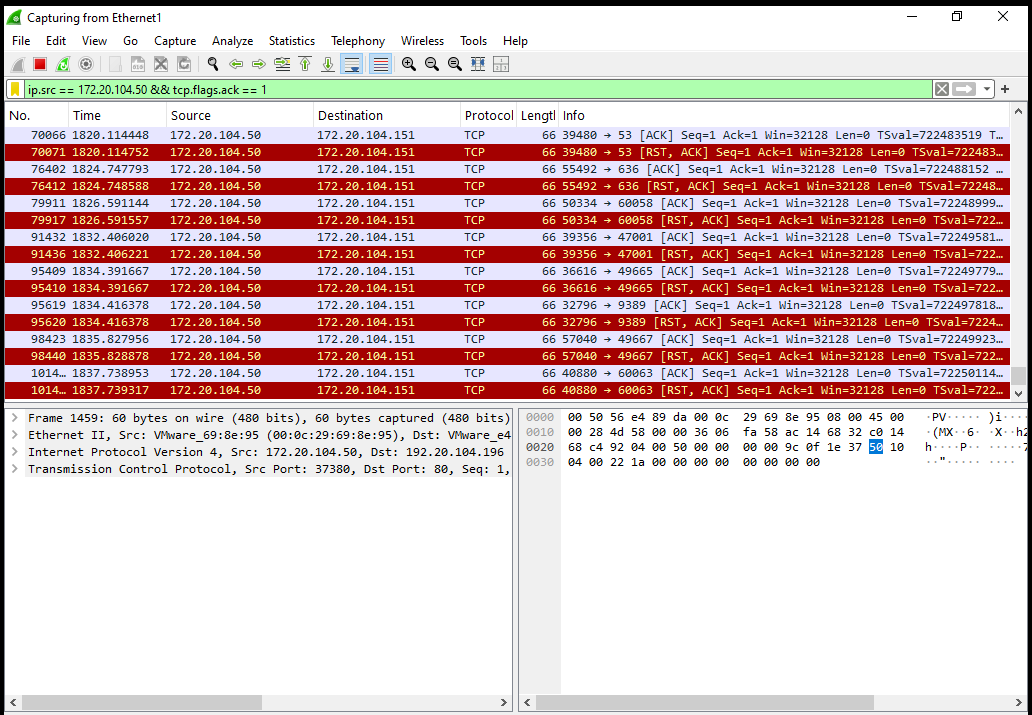 Capturing from Ethernet1
File Edit View Go Capture Analyze Statistics Telephony Wireless Tools Help
ip.src == 172.20.104.50 && tcp.flags.ack == 1
No. Time Source Destination Protocol Lengtl Info
70066 1820.114448 172.20.104.50 172.20.104.151 TCP 66 39480 → 53 [ACK] Seq=1 Ack=1 Win=32128 Len=0 TSval=722483519 T…
70071 1820.114752 172.20.104.50 172.20.104.151 TCP 66 39480 → 53 [RST, ACK] Seq=1 Ack=1 Win=32128 Len=0 TSval=722483…
76402 1824.747793 172.20.104.50 172.20.104.151 TCP 66 55492 → 636 [ACK] Seq=1 Ack=1 Win=32128 Len=0 TSval=722488152 …
76412 1824.748588 172.20.104.50 172.20.104.151 TCP 66 55492 → 636 [RST, ACK] Seq=1 Ack=1 Win=32128 Len=0 TSval=72248…
79911 1826.591144 172.20.104.50 172.20.104.151 TCP 66 50334 → 60058 [ACK] Seq=1 Ack=1 Win=32128 Len=0 TSval=72248999…
79917 1826.591557 172.20.104.50 172.20.104.151 TCP 66 50334 → 60058 [RST, ACK] Seq=1 Ack=1 Win=32128 Len=0 TSval=722…
91432 1832.406020 172.20.104.50 172.20.104.151 TCP 66 39356 → 47001 [ACK] Seq=1 Ack=1 Win=32128 Len=0 TSval=72249581…
91436 1832.406221 172.20.104.50 172.20.104.151 TCP 66 39356 → 47001 [RST, ACK] Seq=1 Ack=1 Win=32128 Len=0 TSval=722…
95409 1834.391667 172.20.104.50 172.20.104.151 TCP 66 36616 → 49665 [ACK] Seq=1 Ack=1 Win=32128 Len=0 TSval=72249779…
95410 1834.391667 172.20.104.50 172.20.104.151 TCP 66 36616 → 49665 [RST, ACK] Seq=1 Ack=1 Win=32128 Len=0 TSval=722…
95619 1834.416378 172.20.104.50 172.20.104.151 TCP 66 32796 → 9389 [ACK] Seq=1 Ack=1 Win=32128 Len=0 TSval=722497818…
95620 1834.416378 172.20.104.50 172.20.104.151 TCP 66 32796 → 9389 [RST, ACK] Seq=1 Ack=1 Win=32128 Len=0 TSval=7224…
98423 1835.827956 172.20.104.50 172.20.104.151 TCP 66 57040 → 49667 [ACK] Seq=1 Ack=1 Win=32128 Len=0 TSval=72249923…
98440 1835.828878 172.20.104.50 172.20.104.151 TCP 66 57040 → 49667 [RST, ACK] Seq=1 Ack=1 Win=32128 Len=0 TSval=722…
1014… 1837.738953 172.20.104.50 172.20.104.151 TCP 66 40880 → 60063 [ACK] Seq=1 Ack=1 Win=32128 Len=0 TSval=72250114…
1014… 1837.739317 172.20.104.50 172.20.104.151 TCP 66 40880 → 60063 [RST, ACK] Seq=1 Ack=1 Win=32128 Len=0 TSval=722…
Frame 1459: 60 bytes on wire (480 bits), 60 bytes captured (480 bits)
Ethernet II, Src: VMware_69:8e:95 (00:0c:29:69:8e:95), Dst: VMware_e4
Internet Protocol Version 4, Src: 172.20.104.50, Dst: 192.20.104.196
Transmission Control Protocol, Src Port: 37380, Dst Port: 80, Seq: 1,
0000 00 50 56 e4 89 da 00 0c 29 69 8e 95 08 00 45 00 ·PV····· )i····
0010 00 28 4d 58 00 00 36 06 fa 58 ac 14 68 32 c0 14 ·(MX··6· ·X··h2
0020 68 c4 92 04 00 50 00 00 00 00 9c 0f 1e 37 50 10 h····P·· ·····7
0030 04 00 22 1a 00 00 00 00 00 00 00 00 ··"····· ····